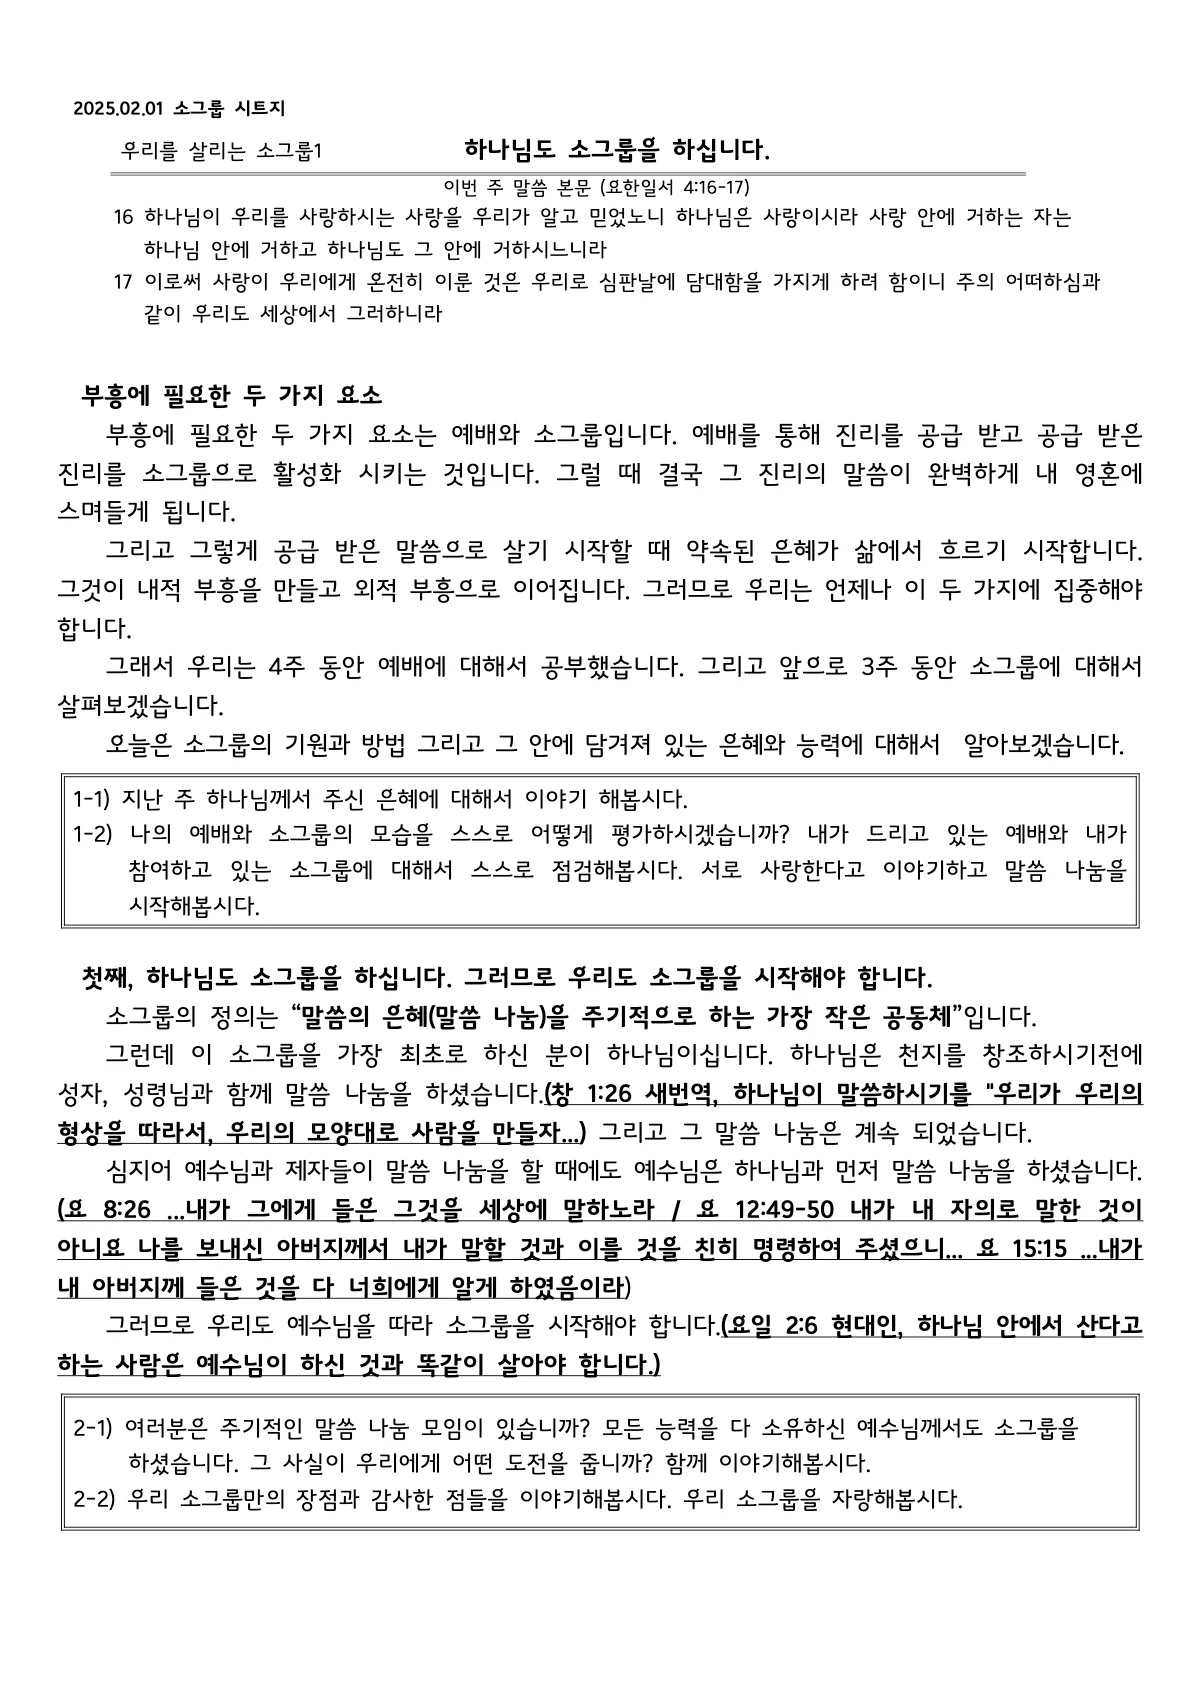 2025.02.01 소그룹 시트지
우리를 살리는 소그룹1 하나님도 소그룹을 하십니다.
이번 주 말씀 본문 (요한일서 4:16-17)
16 하나님이 우리를 사랑하시는 사랑을 우리가 알고 믿었노니 하나님은 사랑이시라 사랑 안에 거하는 자는
하나님 안에 거하고 하나님도 그 안에 거하시느니라
17 이로써 사랑이 우리에게 온전히 이룬 것은 우리로 심판날에 담대함을 가지게 하려 함이니 주의 어떠하심과
같이 우리도 세상에서 그러하니라
부흥에 필요한 두 가지 요소
부흥에 필요한 두 가지 요소는 예배와 소그룹입니다. 예배를 통해 진리를 공급 받고 공급 받은
진리를 소그룹으로 활성화 시키는 것입니다. 그럴 때 결국 그 진리의 말씀이 완벽하게 내 영혼에
스며들게 됩니다.
그리고 그렇게 공급 받은 말씀으로 살기 시작할 때 약속된 은혜가 삶에서 흐르기 시작합니다.
그것이 내적 부흥을 만들고 외적 부흥으로 이어집니다. 그러므로 우리는 언제나 이 두 가지에 집중해야
합니다.
그래서 우리는 4주 동안 예배에 대해서 공부했습니다. 그리고 앞으로 3주 동안 소그룹에 대해서
살펴보겠습니다.
오늘은 소그룹의 기원과 방법 그리고 그 안에 담겨져 있는 은혜와 능력에 대해서 알아보겠습니다.
1-1) 지난 주 하나님께서 주신 은혜에 대해서 이야기 해봅시다.
1-2) 나의 예배와 소그룹의 모습을 스스로 어떻게 평가하시겠습니까? 내가 드리고 있는 예배와 내가
참여하고 있는 소그룹에 대해서 스스로 점검해봅시다. 서로 사랑한다고 이야기하고 말씀 나눔을
시작해봅시다.
첫째, 하나님도 소그룹을 하십니다. 그러므로 우리도 소그룹을 시작해야 합니다.
소그룹의 정의는 “말씀의 은혜(말씀 나눔)을 주기적으로 하는 가장 작은 공동체”입니다.
그런데 이 소그룹을 가장 최초로 하신 분이 하나님이십니다. 하나님은 천지를 창조하시기전에
성자, 성령님과 함께 말씀 나눔을 하셨습니다.(창 1:26 새번역, 하나님이 말씀하시기를 "우리가 우리의
형상을 따라서, 우리의 모양대로 사람을 만들자...) 그리고 그 말씀 나눔은 계속 되었습니다.
심지어 예수님과 제자들이 말씀 나눔을 할 때에도 예수님은 하나님과 먼저 말씀 나눔을 하셨습니다.
(요 8:26 ...내가 그에게 들은 그것을 세상에 말하노라 / 요 12:49-50 내가 내 자의로 말한 것이
아니요 나를 보내신 아버지께서 내가 말할 것과 이를 것을 친히 명령하여 주셨으니... 요 15:15 ...내가
내 아버지께 들은 것을 다 너희에게 알게 하였음이라)
그러므로 우리도 예수님을 따라 소그룹을 시작해야 합니다.(요일 2:6 현대인, 하나님 안에서 산다고
하는 사람은 예수님이 하신 것과 똑같이 살아야 합니다.)
2-1) 여러분은 주기적인 말씀 나눔 모임이 있습니까? 모든 능력을 다 소유하신 예수님께서도 소그룹을
하셨습니다. 그 사실이 우리에게 어떤 도전을 줍니까? 함께 이야기해봅시다.
2-2) 우리 소그룹만의 장점과 감사한 점들을 이야기해봅시다. 우리 소그룹을 자랑해봅시다.